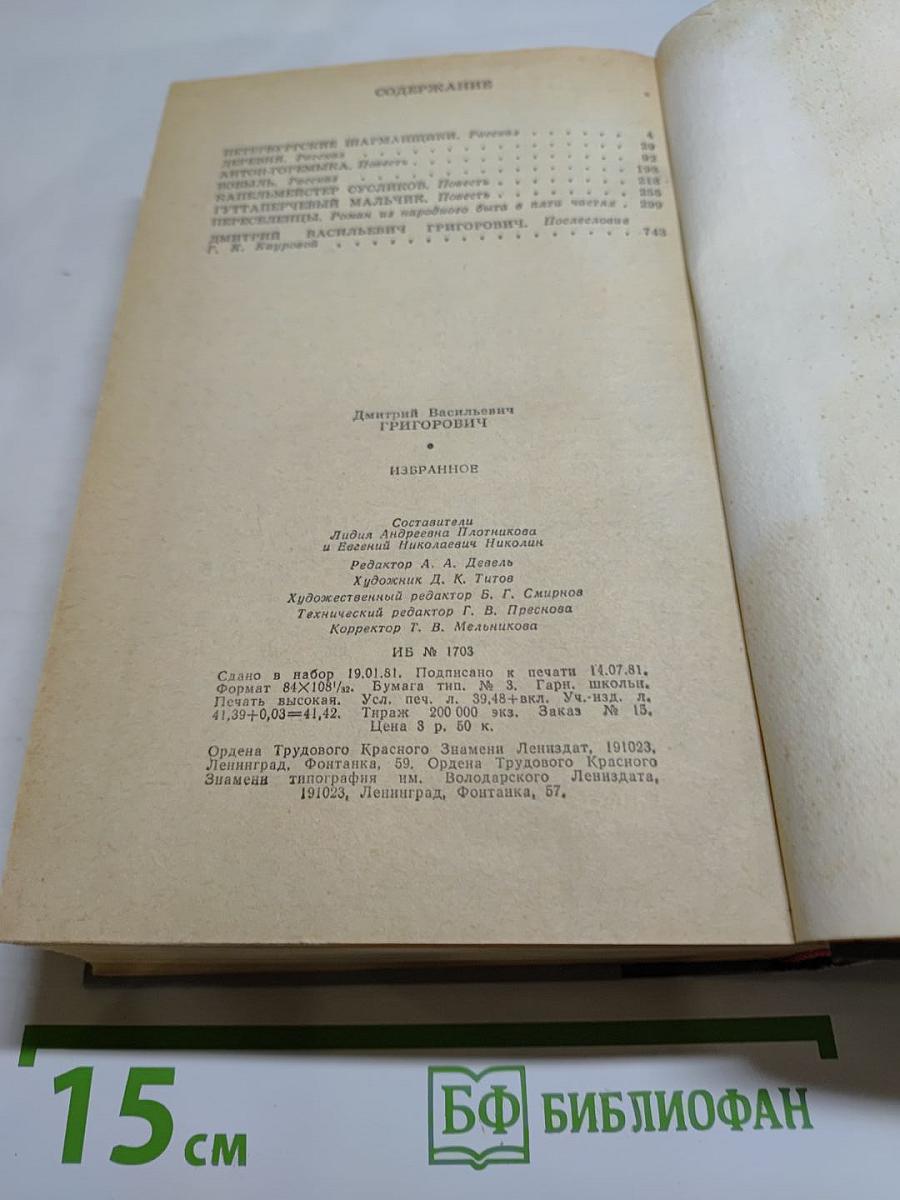 СОДЕРЖАНИЕ
ПЕТЕРБУРГСКИЕ ШАРМАНЩИКИ. Рассказ . . . . . . 4
ДЕРЕВНЯ. Рассказ . . . . . . . . . . . . . 29
АНТОН-ГОРЕМЫКА. Повесть . . . . . . . . . . 92
БОБЫЛЬ. Рассказ . . . . . . . . . . . . . 198
КАПЕЛЬМЕЙСТЕР СУСЛИКОВ. Повесть . . . . . . . 218
ГУТТАПЕРЧЕВЫЙ МАЛЬЧИК. Повесть . . . . . . .
ПЕРЕСЕЛЕНЦЫ. Роман из народного быта в пяти частях . 299
ДМИТРИЙ ВАСИЛЬЕВИЧ ГРИГОРОВИЧ. Послесловие
Г. К. Кауровой . . . . . . . . . . . . . . 743
Дмитрий Васильевич
ГРИГОРОВИЧ
•
ИЗБРАННОЕ
Составители
Лидия Андреевна Плотникова
и Евгений Николаевич Николин
Редактор А. А. Девель
Художник Д. К. Титов
Художественный редактор Б. Г. Смирнов
Технический редактор Г. В. Преснова
Корректор Т. В. Мельникова
ИБ № 1703
Сдано в набор 19.01.81. Подписано к печати 14.07.81.
Формат 84×108¹/₃₂. Бумага тип. № 3. Гарн. школьн.
Печать высокая. Усл. печ. л. 39,48+вкл. Уч.-изд. л.
41,39+0,03=41,42. Тираж 200 000 экз. Заказ № 15.
Цена 3 р. 50 к.
Ордена Трудового Красного Знамени Лениздат, 191023,
Ленинград, Фонтанка, 59. Ордена Трудового Красного
Знамени типография им. Володарского Лениздата,
191023, Ленинград, Фонтанка, 57.
15 см
БФ БИБЛИОФАН